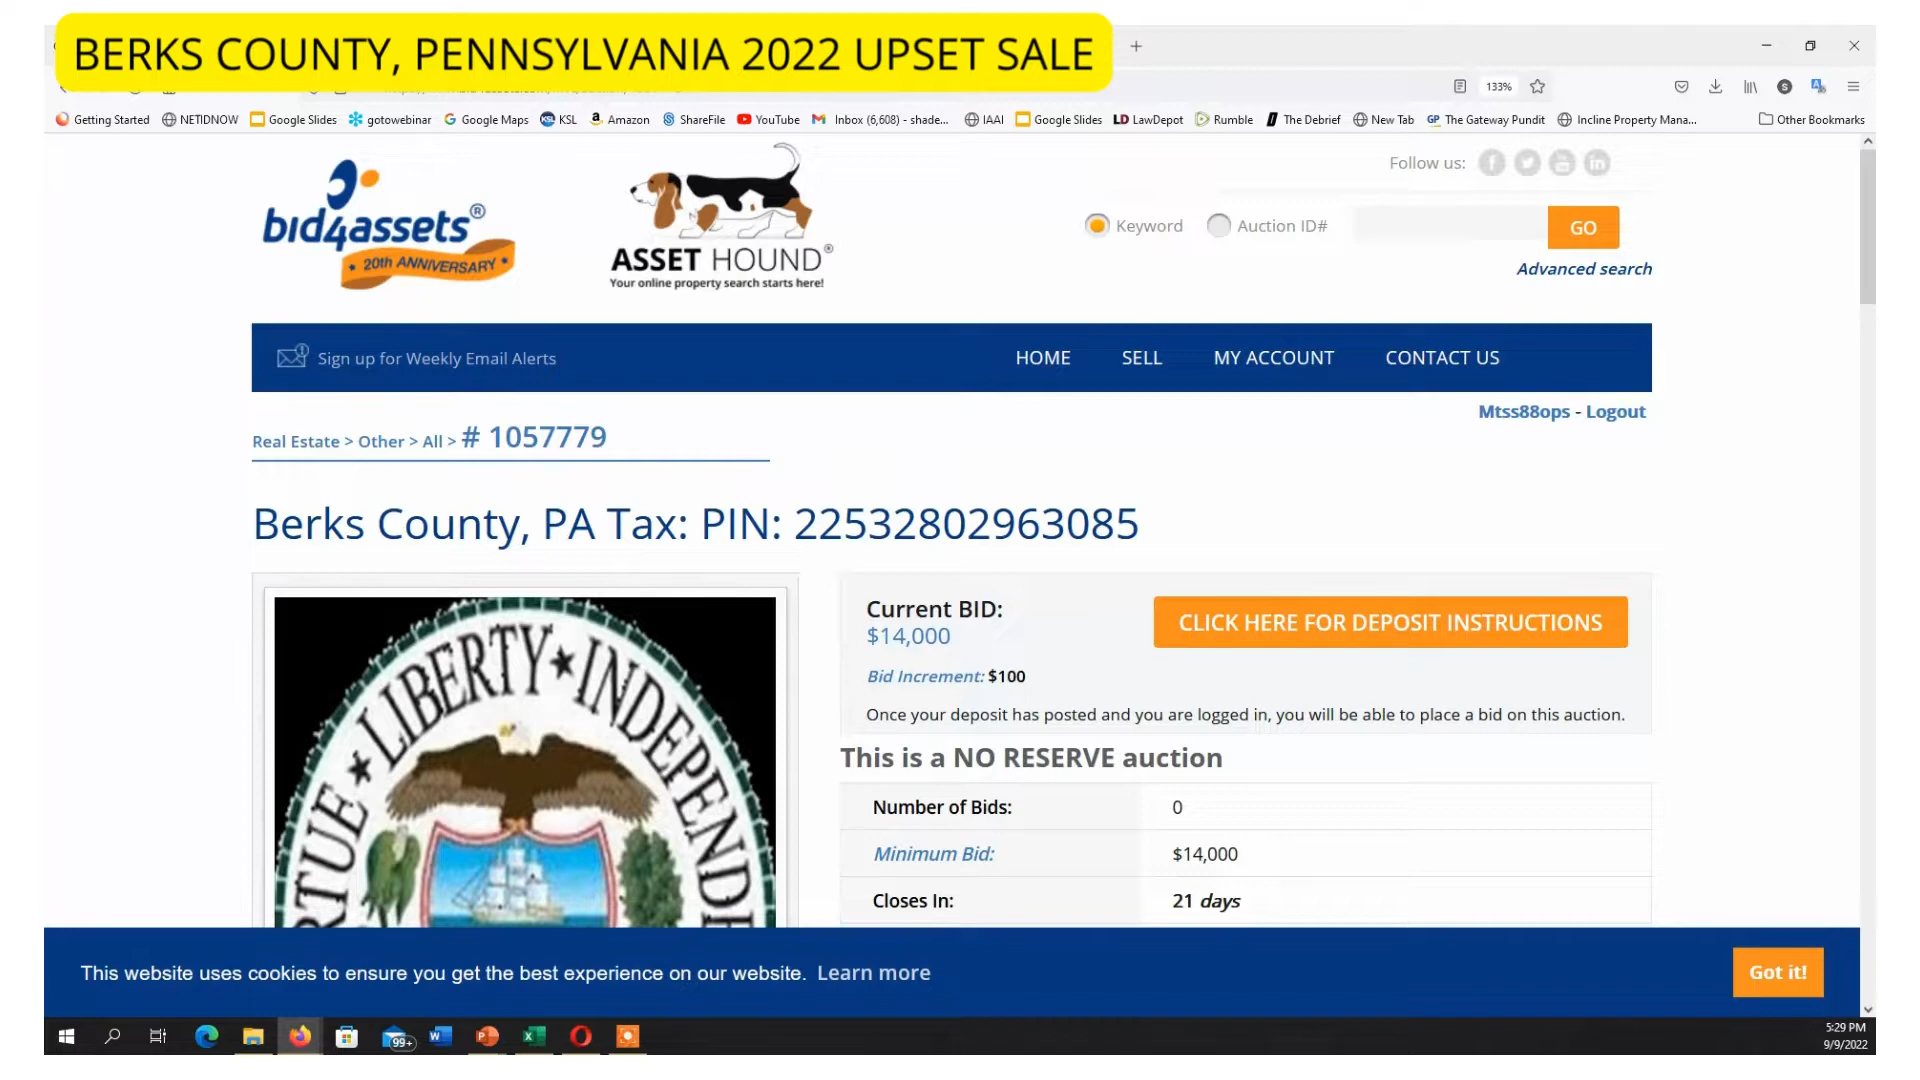 BERKS COUNTY, PENNSYLVANIA 2022 UPSET SALE
133%
Getting Started NETIDNOW Google Slides gotowebinar Google Maps KSL Amazon ShareFile YouTube Inbox (6,608) - shade... IAAI Google Slides LD LawDepot Rumble The Debrief New Tab GP The Gateway Pundit Incline Property Mana... Other Bookmarks
Follow us:
bid4assets®
20th ANNIVERSARY
ASSET HOUND®
Your online property search starts here!
Keyword Auction ID# GO
Advanced search
Sign up for Weekly Email Alerts HOME SELL MY ACCOUNT CONTACT US
Mtss88ops - Logout
Real Estate > Other > All > # 1057779
Berks County, PA Tax: PIN: 22532802963085
VIRTUE ★ LIBERTY ★ INDEPENDE
Current BID:
$14,000
CLICK HERE FOR DEPOSIT INSTRUCTIONS
Bid Increment: $100
Once your deposit has posted and you are logged in, you will be able to place a bid on this auction.
This is a NO RESERVE auction
Number of Bids: 0
Minimum Bid: $14,000
Closes In: 21 days
This website uses cookies to ensure you get the best experience on our website. Learn more Got it!
99+
5:29 PM
9/9/2022